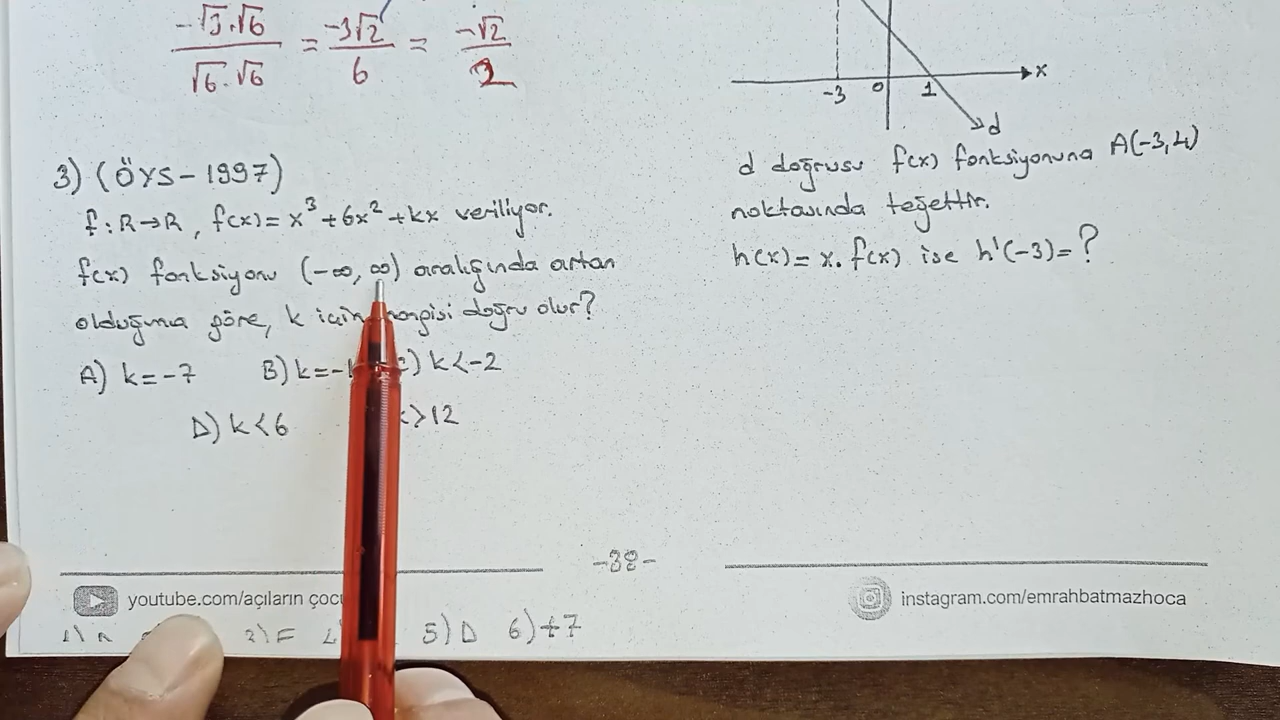 -√3.√6 / √6.√6 = -3√2 / 6 = -√2 / 2
3) (ÖYS-1997)
f:R→R, f(x)=x³+6x²+kx veriliyor.
f(x) fonksiyonu (-∞,∞) aralığında artan
olduğuna göre, k için hangisi doğru olur?
A) k=-7 B) k=- k<-2
D) k<6 >12
youtube.com/açıların
5) D 6) +7
-38-
x
-3 0 1
d
d doğrusu f(x) fonksiyonuna A(-3,4)
noktasında teğettir.
h(x)=x.f(x) ise h'(-3)=?
instagram.com/emrahbatmazhoca